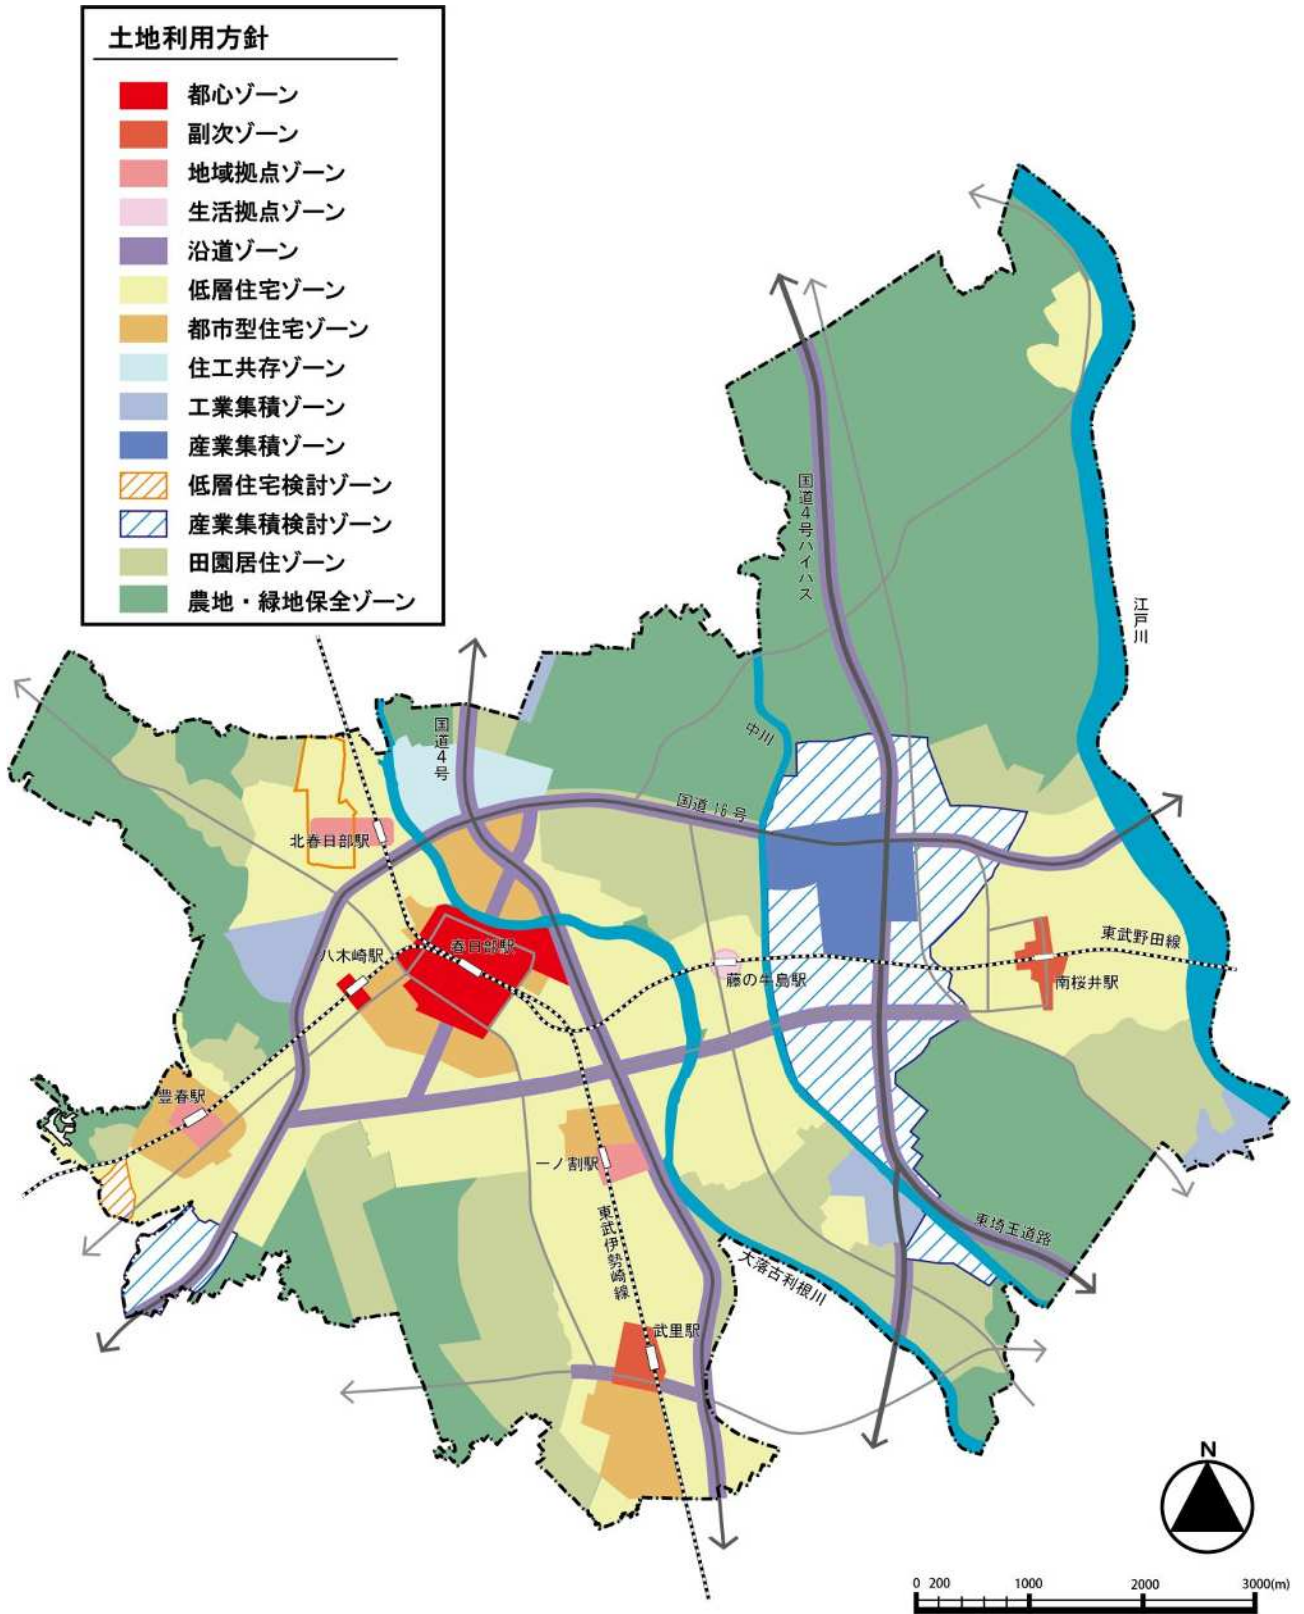 土地利用方針
都心ゾーン
副次ゾーン
地域拠点ゾーン
生活拠点ゾーン
沿道ゾーン
低層住宅ゾーン
都市型住宅ゾーン
住工共存ゾーン
工業集積ゾーン
産業集積ゾーン
低層住宅検討ゾーン
産業集積検討ゾーン
田園居住ゾーン
農地・緑地保全ゾーン
国道4号バイパス
江戸川
国道4号
中川
国道16号
北春日部駅
八木崎駅
春日部駅
藤の牛島駅
東武野田線
南桜井駅
豊春駅
一ノ割駅
東武伊勢崎線
大落古利根川
東埼玉道路
武里駅
N
0 200 1000 2000 3000(m)